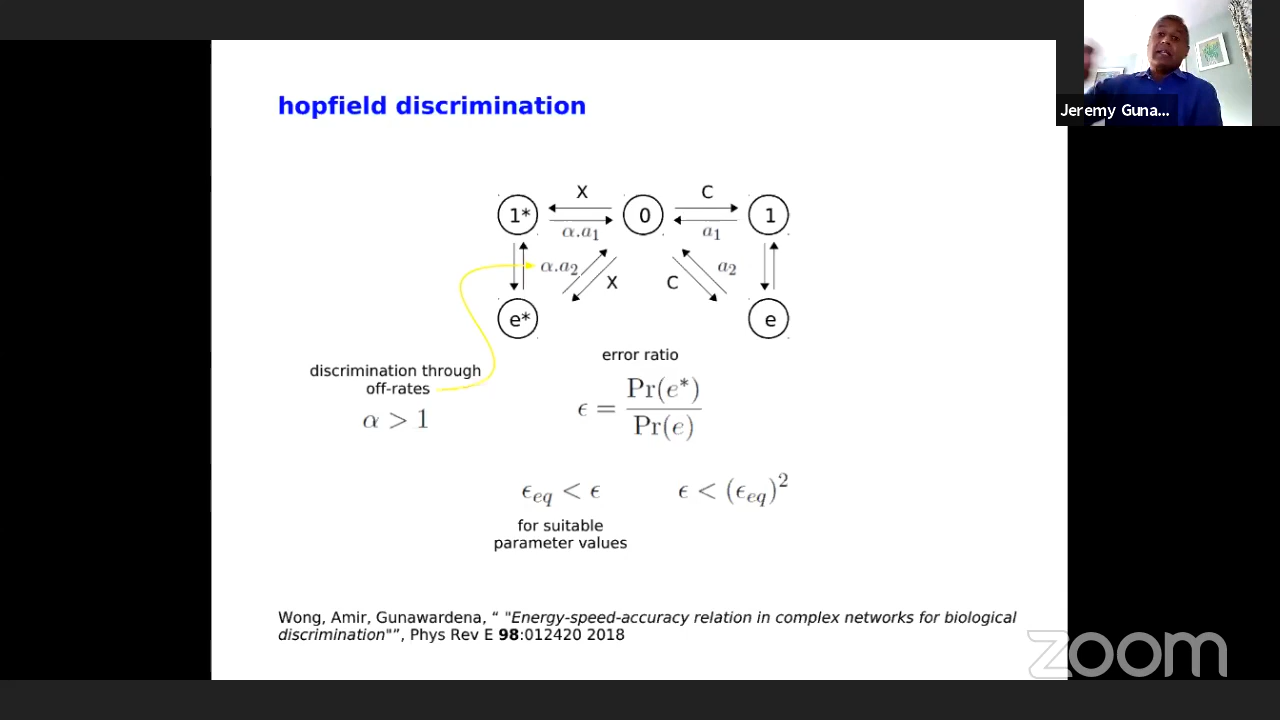 Jeremy Guna...
hopfield discrimination
X C
1* 0 1
α.a₁ a₁
α.a₂ a₂
X C
e* e
error ratio
discrimination through
off-rates
α > 1
ϵ = Pr(e*) / Pr(e)
ϵ_eq < ϵ ϵ < (ϵ_eq)²
for suitable
parameter values
Wong, Amir, Gunawardena, “ "Energy-speed-accuracy relation in complex networks for biological
discrimination"”, Phys Rev E 98:012420 2018
zoom